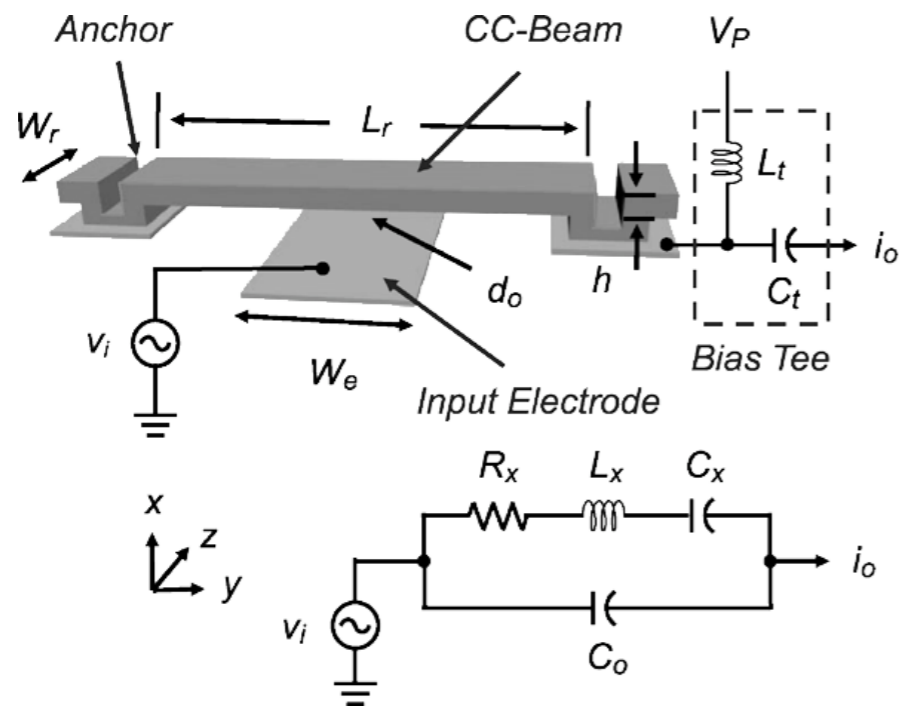 Anchor CC-Beam V_P
W_r L_r L_t
d_o h C_t i_o
v_i W_e Bias Tee
Input Electrode
R_x L_x C_x
x z y i_o
v_i C_o